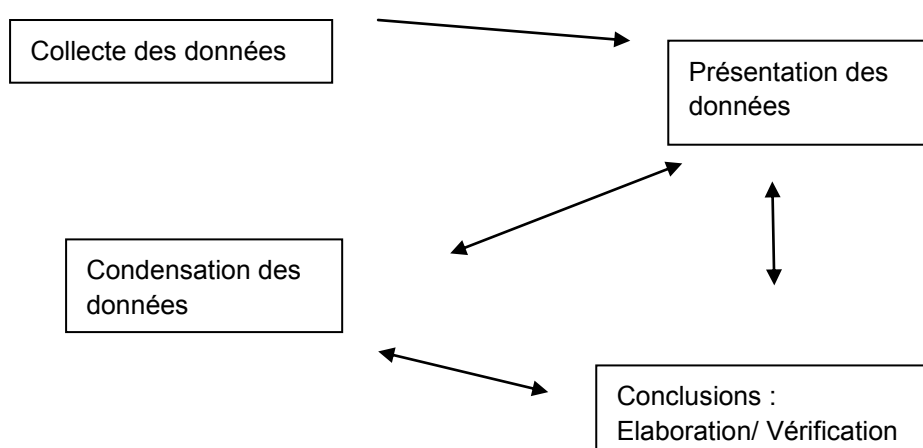 Collecte des données
Présentation des
données
Condensation des
données
Conclusions :
Elaboration/ Vérification